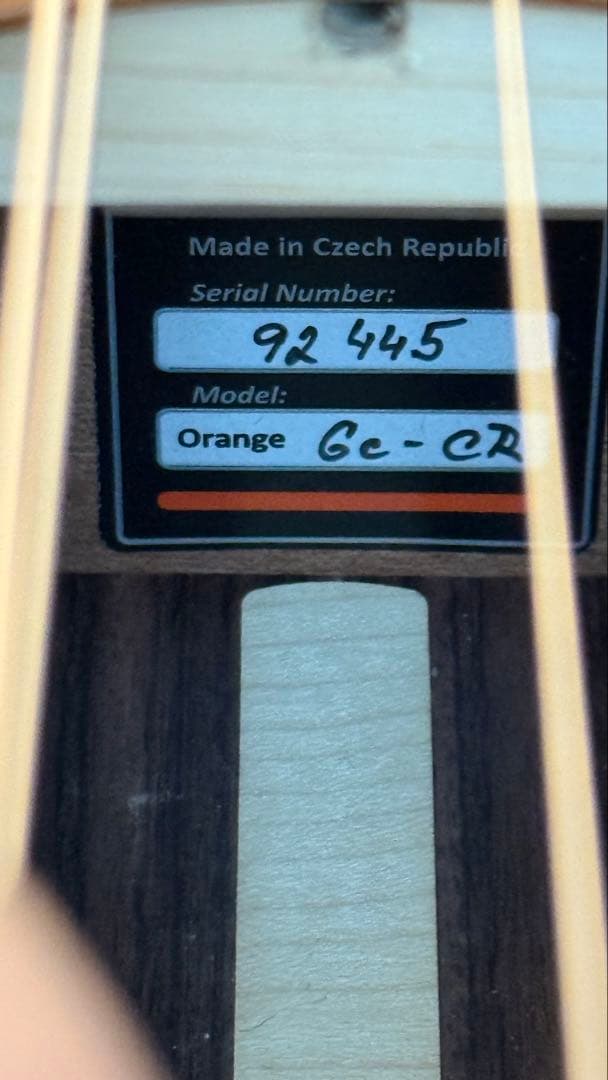 Made in Czech Republi
Serial Number:
92 445
Model:
Orange Gc-CR